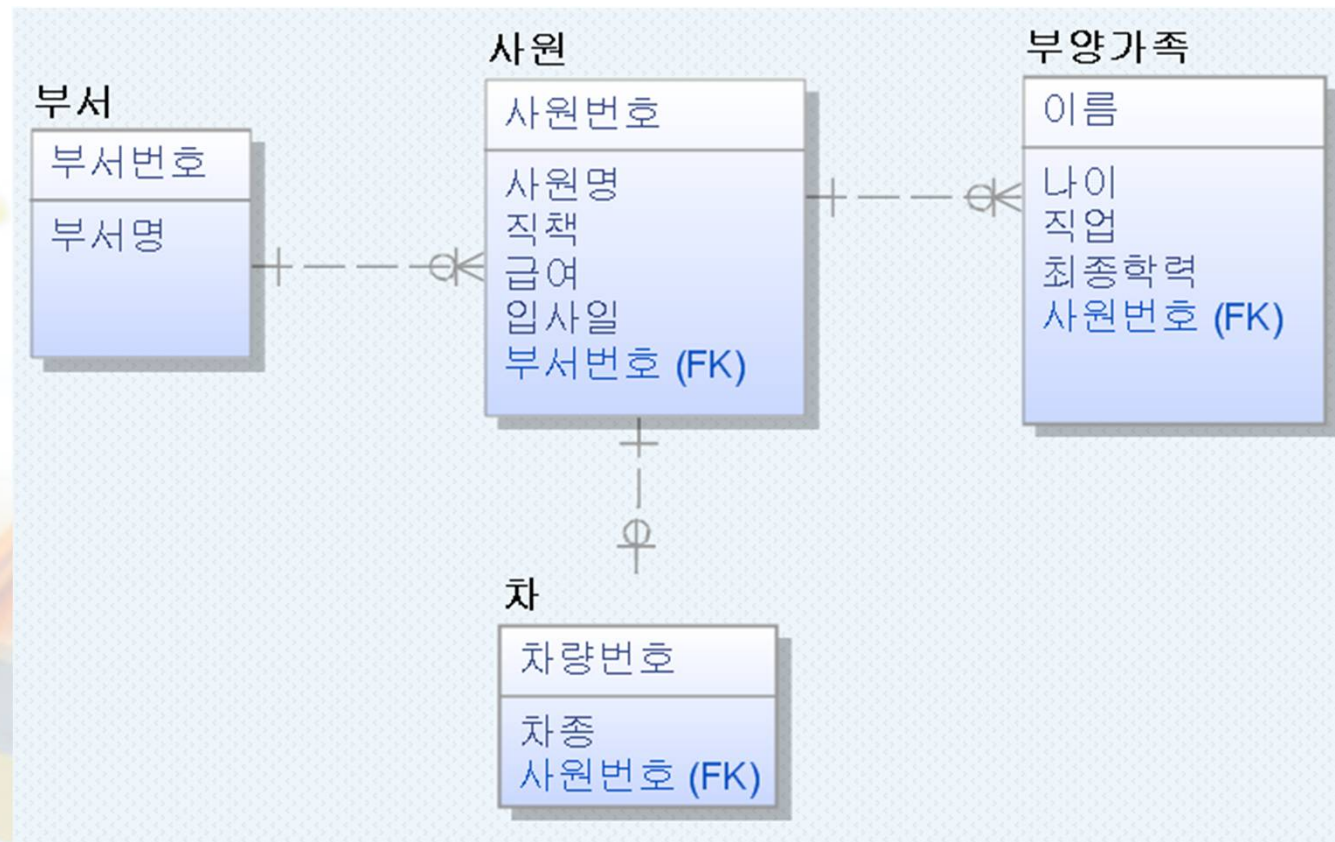 부서
부서번호
부서명
사원
사원번호
사원명
직책
급여
입사일
부서번호 (FK)
부양가족
이름
나이
직업
최종학력
사원번호 (FK)
차
차량번호
차종
사원번호 (FK)